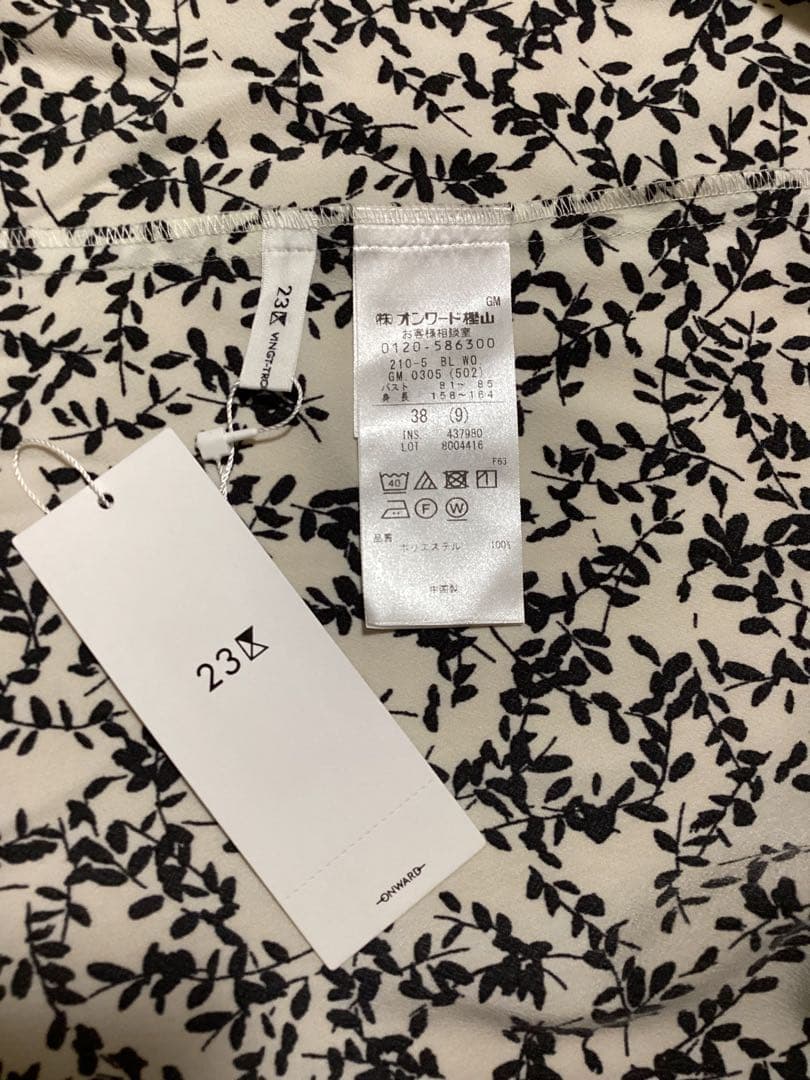 23区 VINGT-TRO
GM
(株)オンワード樫山
お客様相談室
0120-586300
210-5 BL WO.
GM 0305 (502)
バスト 81～ 85
身 長 158～164
38 (9)
INS. 437980
LOT 8004416
F63
40
1
F
W
品質
ポリエステル 100%
中国製
23区
ONWARD